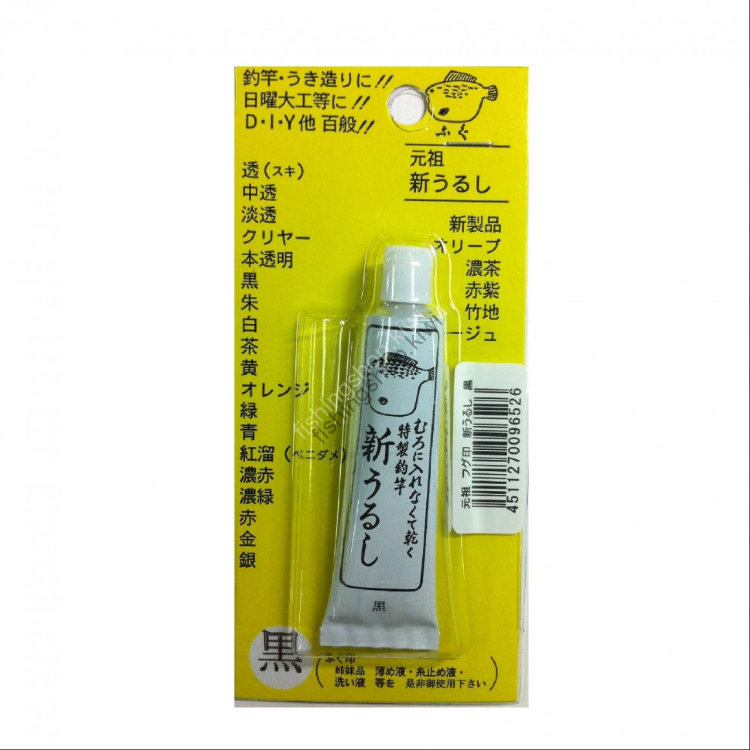 釣竿・うき造りに!!
日曜大工等に!!
D・I・Y他 百般!!
ふぐ
元祖
新うるし
透(スキ)
中透
淡透
クリヤー
本透明
黒
朱
白
茶
黄
オレンジ
緑
青
紅溜(ベニダメ)
濃赤
濃緑
赤
金
銀
新製品
オリーブ
濃茶
赤紫
竹地
ージュ
むろに入れなくて乾く
特製釣竿
新うるし
黒
元祖 フグ印 新うるし 黒
4511270096526
黒
ふぐ印
姉妹品 薄め液・糸止め液・
洗い液 等を 是非御使用下さい
fishingshop.kiwi
fishingshop.kiwi